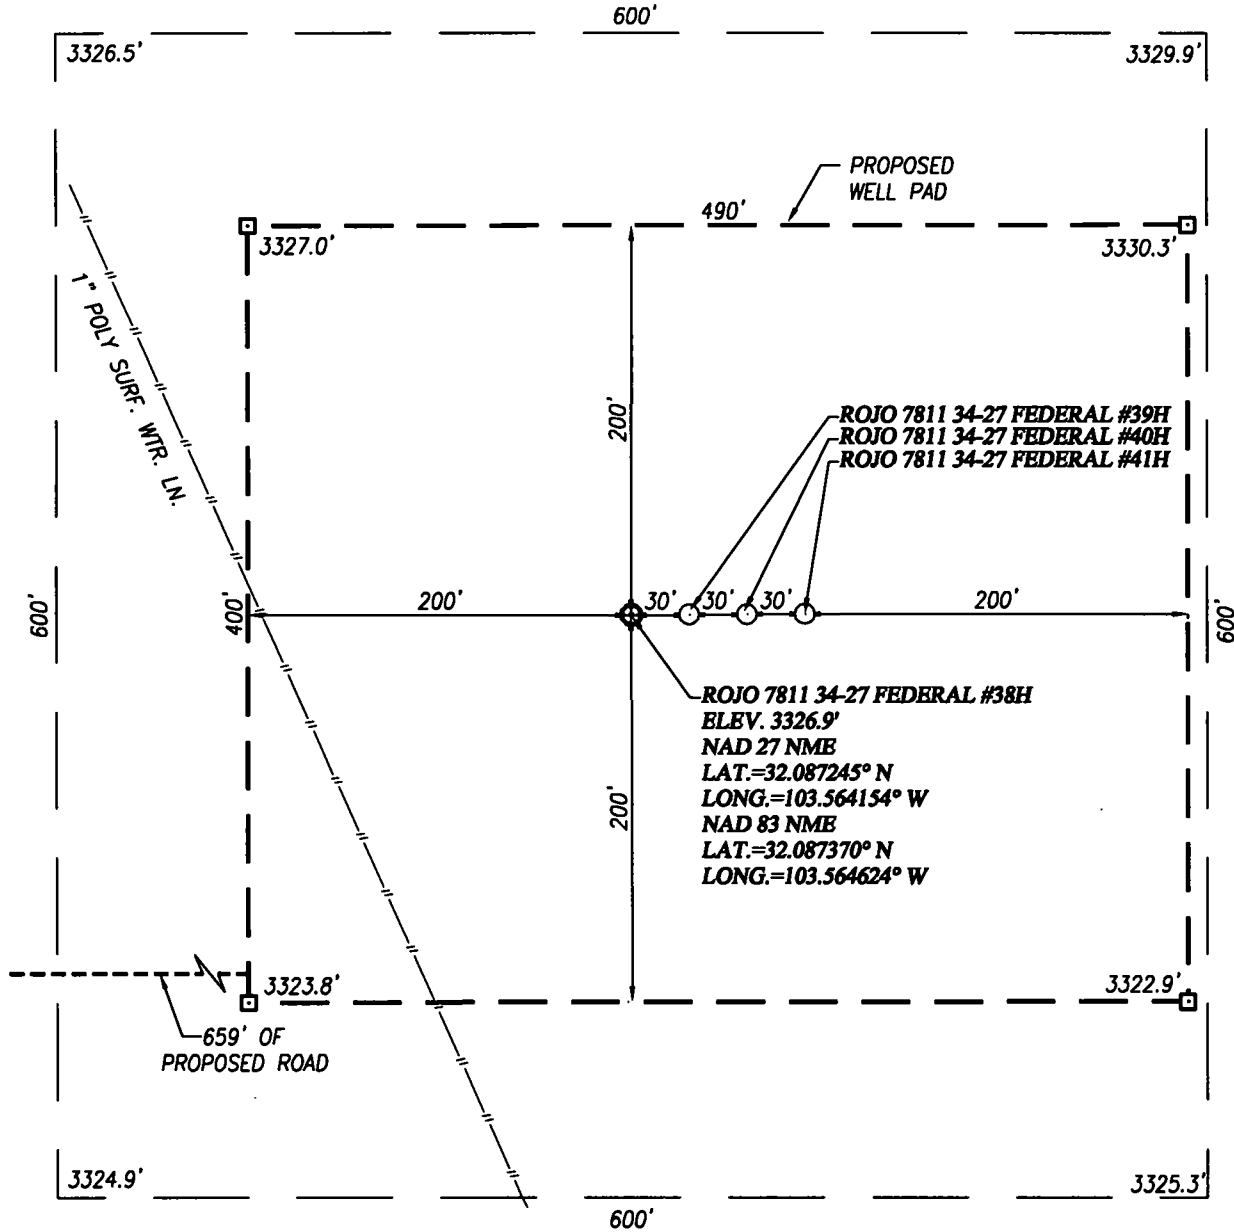 600'
3326.5'
3329.9'
PROPOSED
WELL PAD
490'
3327.0'
3330.3'
1" POLY SURF. WTR. LN.
200'
ROJO 7811 34-27 FEDERAL #39H
ROJO 7811 34-27 FEDERAL #40H
ROJO 7811 34-27 FEDERAL #41H
600'
400'
200'
30'
30'
30'
200'
600'
ROJO 7811 34-27 FEDERAL #38H
ELEV. 3326.9'
NAD 27 NME
LAT.=32.087245° N
LONG.=103.564154° W
NAD 83 NME
LAT.=32.087370° N
LONG.=103.564624° W
200'
3323.8'
3322.9'
659' OF
PROPOSED ROAD
3324.9'
3325.3'
600'